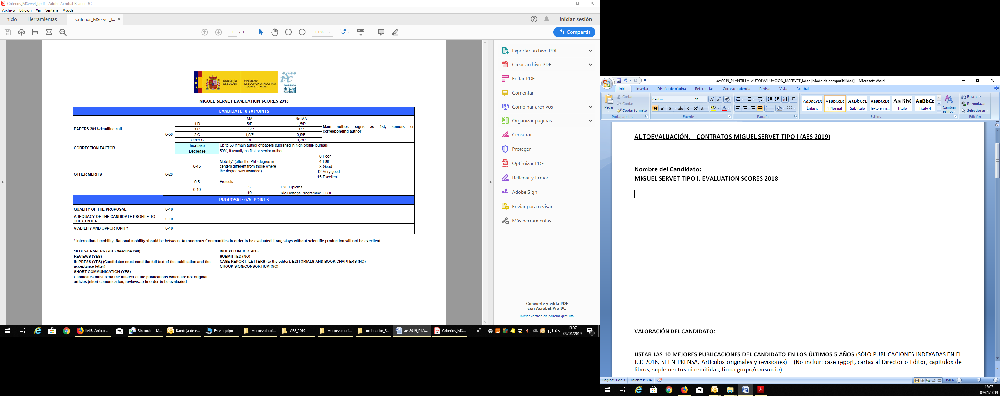 Criterios_MServet_I.pdf - Adobe Acrobat Reader DC
Archivo Edición Ver Ventana Ayuda
Inicio Herramientas Criterios_MServet_I... × Iniciar sesión
1 / 1 100% Compartir
GOBIERNO DE ESPAÑA
MINISTERIO DE ECONOMÍA, INDUSTRIA Y COMPETITIVIDAD
Instituto de Salud Carlos III
MIGUEL SERVET EVALUATION SCORES 2018
CANDIDATE: 0-70 POINTS
PAPERS 2013-deadline call
CORRECTION FACTOR
0-50
MA No MA
1 D 5/P 1,5/P
1 C 3,5/P 1/P
2 C 1,5/P 0,5/P
Other C 1/P 0,2/P
Main author: signs as 1st, seniors or
corresponding author
Increase Up to 50 if main author of papers published in high profile journals
Decrease 50%, if usually no first or senior author
OTHER MERITS
0-20
0-15
Mobility* (after the PhD degree in
centers different from those where
the degree was awarded)
0 Poor
4 Fair
8 Good
12 Very good
15 Excellent
0-5 Projects
0-10
5 FSE Diploma
10 Río Hortega Programme + FSE
PROPOSAL: 0-30 POINTS
QUALITY OF THE PROPOSAL 0-10
ADEQUACY OF THE CANDIDATE PROFILE TO
THE CENTER 0-10
VIABILITY AND OPPORTUNITY 0-10
* International mobility. National mobility should be between Autonomous Communities in order to be evaluated. Long stays without scientific production will not be excellent
10 BEST PAPERS (2013-deadline call)
REVIEWS (YES)
IN PRESS (YES) (Candidates must send the full-text of the publication and the
acceptance letter)
SHORT COMMUNICATION (YES)
Candidates must send the full-text of the publications which are not original
articles (short comunication, reviews...) in order to be evaluated
INDEXED IN JCR 2016
SUBMITTED (NO)
CASE REPORT, LETTERS (to the editor), EDITORIALS AND BOOK CHAPTERS (NO)
GROUP SIGN/CONSORTIUM (NO)
Exportar archivo PDF
Crear archivo PDF
Editar PDF
Comentar
Combinar archivos
Organizar páginas
Censurar
Proteger
Optimizar PDF
Rellenar y firmar
Adobe Sign
Enviar para revisar
Más herramientas
Convierte y edita PDF
con Acrobat Pro DC
Iniciar versión de prueba gratuita
IMIB-Arrixac... Sin título - M... Bandeja de e... Este equipo Autoevaluaci... AES_2019 Autoevaluaci... ordenador_S... aes2019_PLA... Criterios_MS...
13:07
09/01/2019
1
aes2019_PLANTILLA-AUTOEVALUACION_MSERVET_I.doc [Modo de compatibilidad] - Microsoft Word
Inicio Insertar Diseño de página Referencias Correspondencia Revisar Vista Acrobat
Pegar
Cortar
Copiar
Copiar formato
Portapapeles
Calibri 11
N K S abc x₂ x² Aa
Fuente
Párrafo
AaBbCcDc AaBbCcDc AaBbCcI AaBbCcDc AaBb( AaBbCc
Énfasis ¶ Normal Subtítulo Texto en n... Título Título 4
Cambiar estilos
Estilos
Buscar
Reemplazar
Seleccionar
Edición
AUTOEVALUACIÓN. CONTRATOS MIGUEL SERVET TIPO I (AES 2019)
Nombre del Candidato:
MIGUEL SERVET TIPO I. EVALUATION SCORES 2018
VALORACIÓN DEL CANDIDATO:
LISTAR LAS 10 MEJORES PUBLICACIONES DEL CANDIDATO EN LOS ÚLTIMOS 5 AÑOS (SÓLO PUBLICACIONES INDEXADAS EN EL
JCR 2016, SI EN PRENSA, Artículos originales y revisiones) – (No incluir: case report, cartas al Director o Editor, capítulos de
libros, suplementos ni remitidas, firma grupo/consorcio):
Página: 1 de 3 Palabras: 394 150%
13:07
09/01/2019